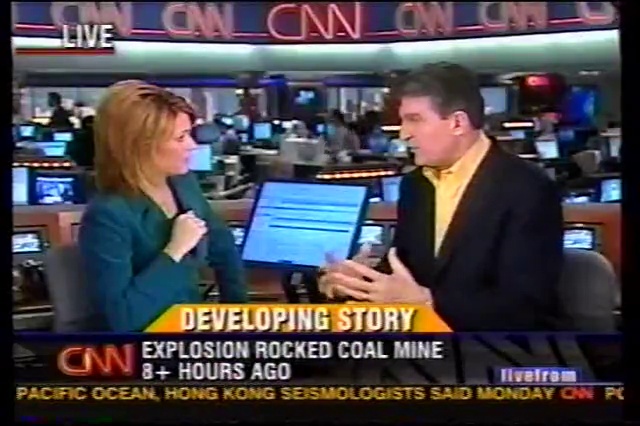 CNN CNN CNN CNN CNN
LIVE
DEVELOPING STORY
CNN
EXPLOSION ROCKED COAL MINE
8+ HOURS AGO
livefrom
PACIFIC OCEAN, HONG KONG SEISMOLOGISTS SAID MONDAY CNN